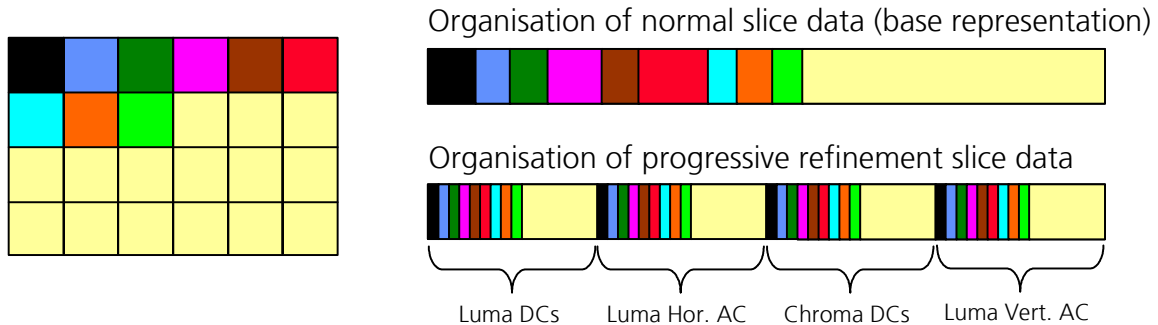 Organisation of normal slice data (base representation)
Organisation of progressive refinement slice data
Luma DCs Luma Hor. AC Chroma DCs Luma Vert. AC